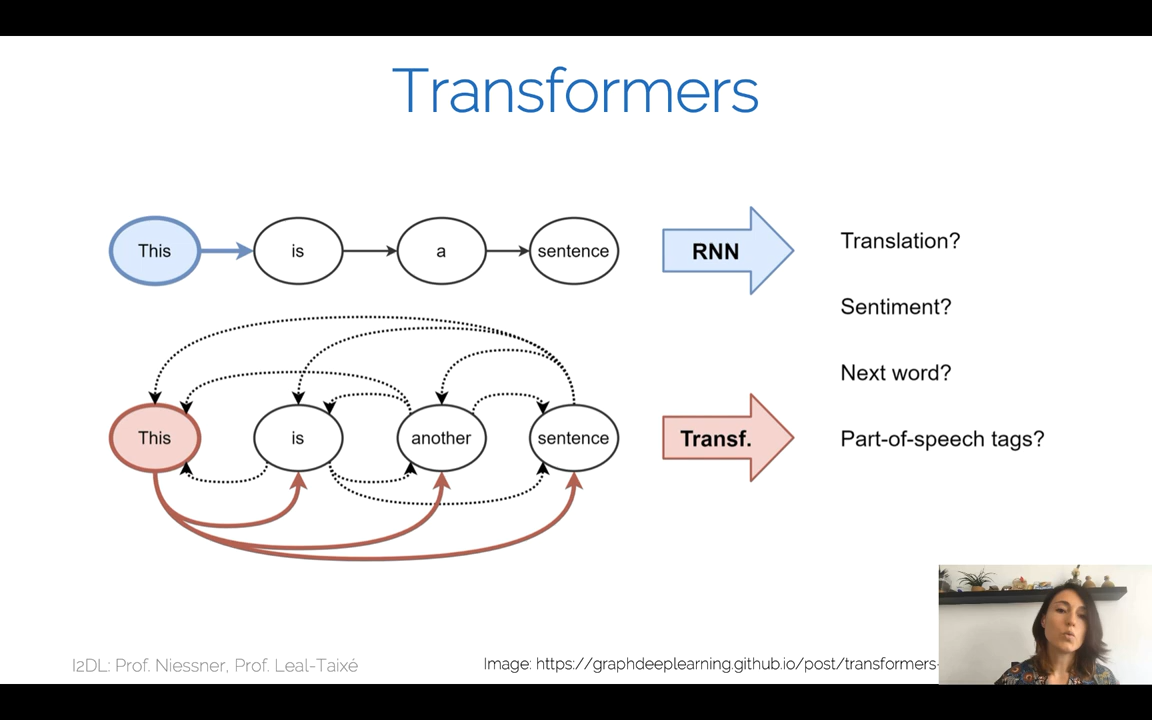 Transformers
This is a sentence
RNN
Translation?
Sentiment?
Next word?
This is another sentence
Transf.
Part-of-speech tags?
I2DL: Prof. Niessner, Prof. Leal-Taixé
Image: https://graphdeeplearning.github.io/post/transformers-